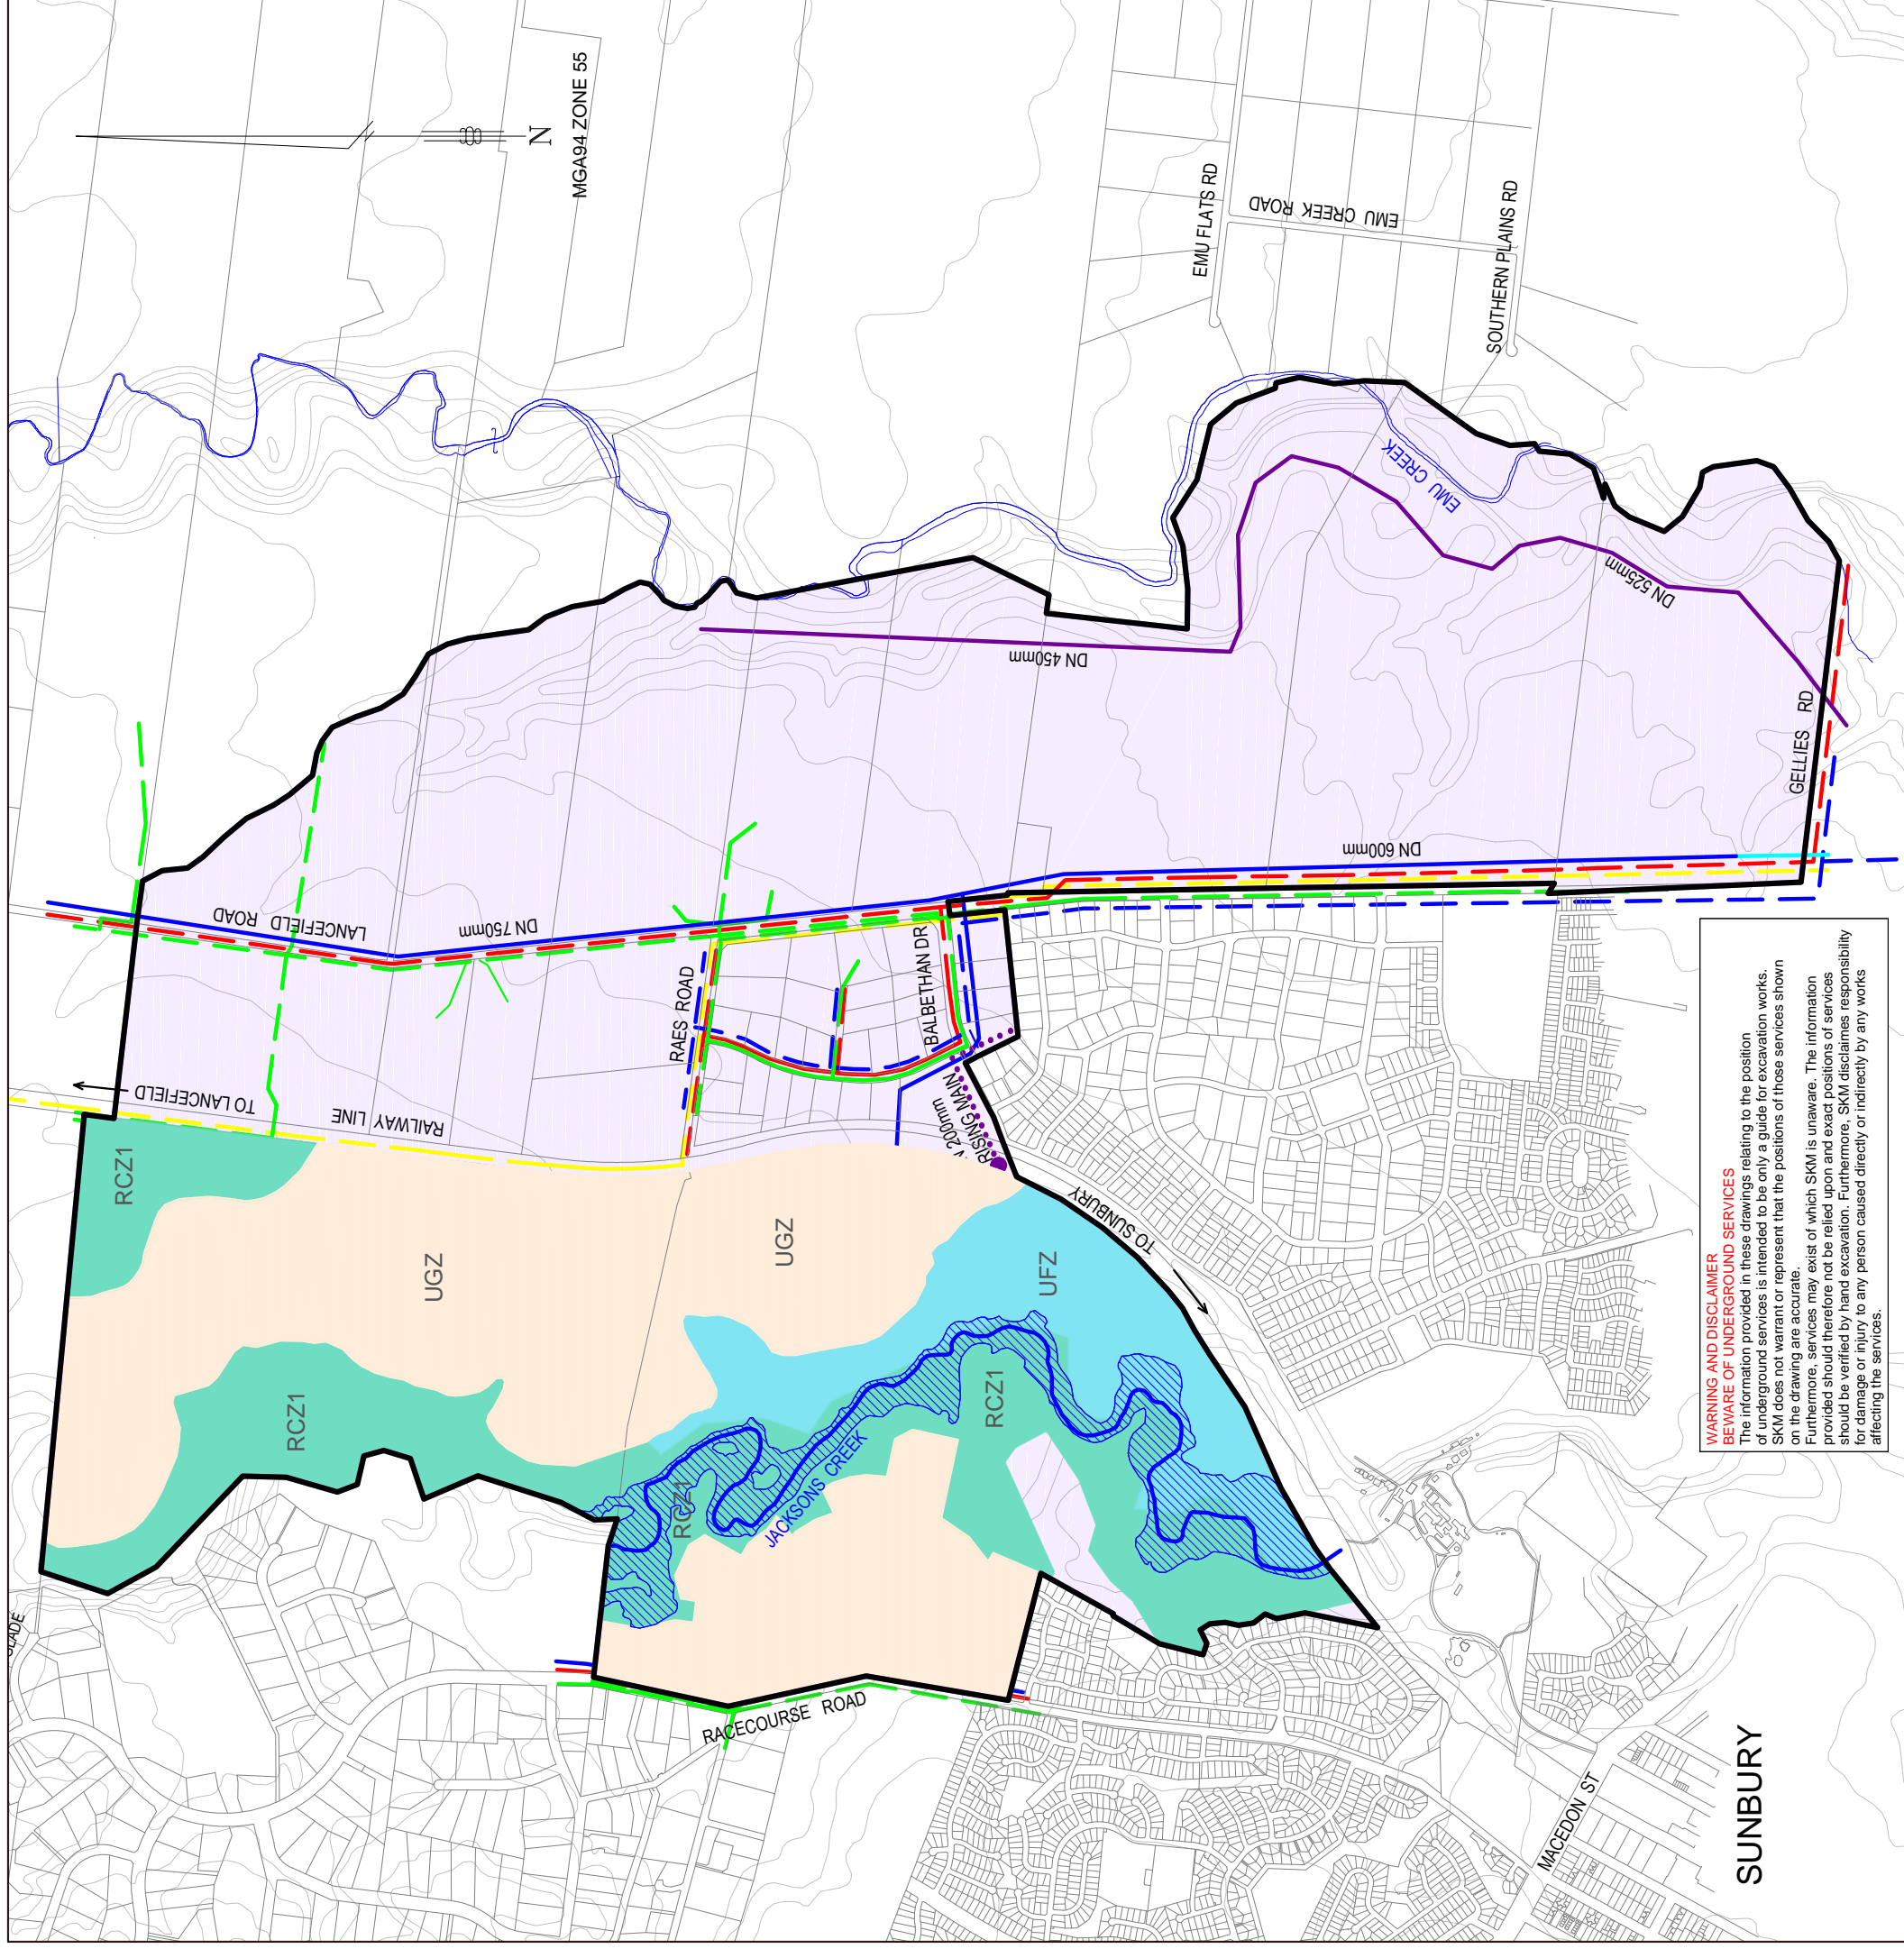 MGA94 ZONE 55
N
EMU FLATS RD
EMU CREEK ROAD
SOUTHERN PLAINS RD
EMU CREEK
DN 525mm
DN 450mm
GELLIES RD
DN 600mm
LANCEFIELD ROAD
DN 750mm
RAES ROAD
BALBETHAN DR
TO LANCEFIELD
RAILWAY LINE
200mm
RISING MAIN
TO SUNBURY
RCZ1
UGZ
UGZ
UFZ
RCZ1
RCZ1
RCZ1
JACKSONS CREEK
RACECOURSE ROAD
MACEDON ST
SUNBURY
WARNING AND DISCLAIMER
BEWARE OF UNDERGROUND SERVICES
The information provided in these drawings relating to the position
of underground services is intended to be only a guide for excavation works.
SKM does not warrant or represent that the positions of those services shown
on the drawing are accurate.
Furthermore, services may exist of which SKM is unaware. The information
provided should therefore not be relied upon and exact positions of services
should be verified by hand excavation. Furthermore, SKM disclaimes responsibility
for damage or injury to any person caused directly or indirectly by any works
affecting the services.